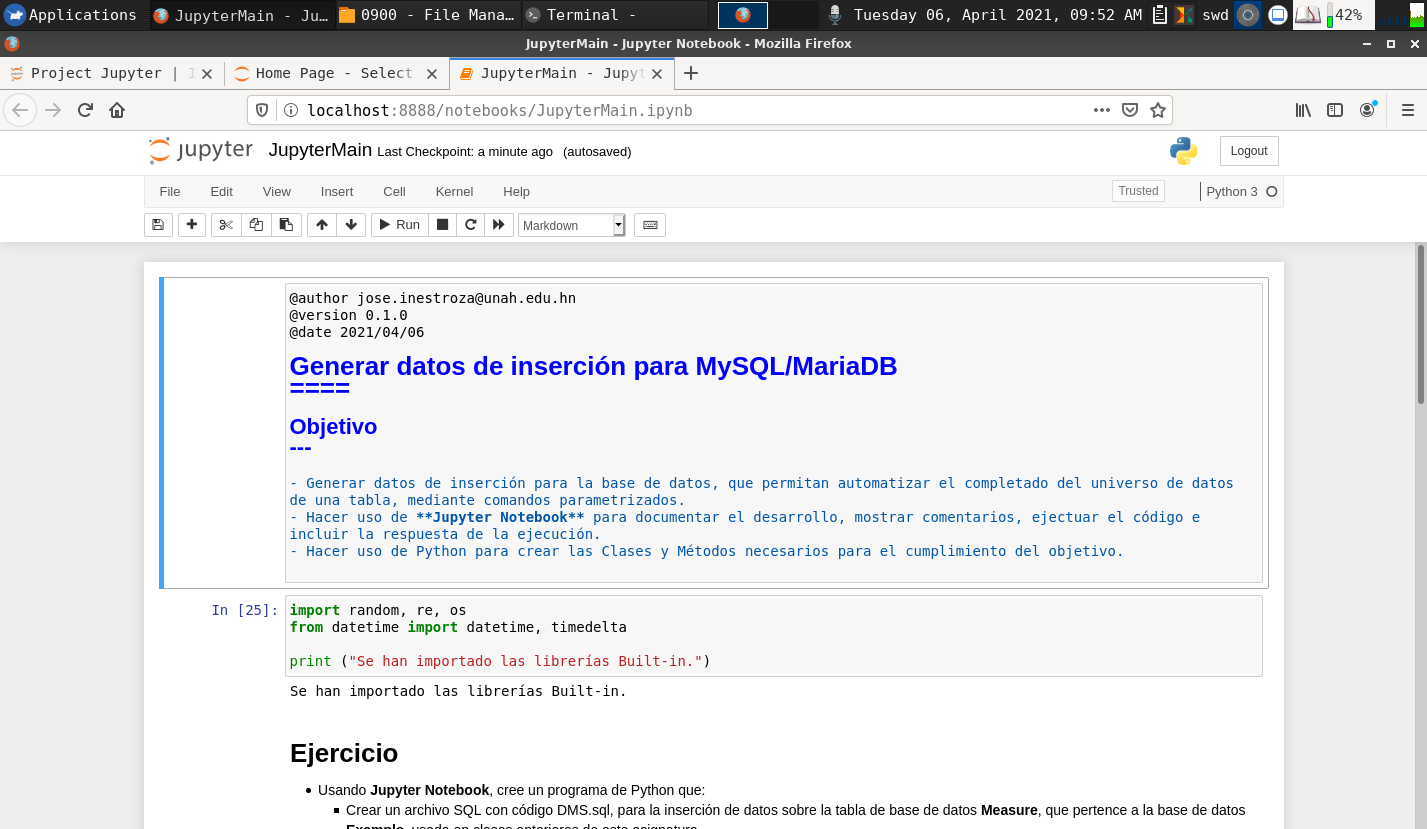 Applications JupyterMain - Ju... 0900 - File Mana... Terminal - Tuesday 06, April 2021, 09:52 AM swd 42%
JupyterMain - Jupyter Notebook - Mozilla Firefox
Project Jupyter | Home Page - Select JupyterMain - Jupyt
localhost:8888/notebooks/JupyterMain.ipynb
jupyter JupyterMain Last Checkpoint: a minute ago (autosaved) Logout
File Edit View Insert Cell Kernel Help Trusted Python 3
Run Markdown
@author jose.inestroza@unah.edu.hn
@version 0.1.0
@date 2021/04/06
Generar datos de inserción para MySQL/MariaDB
====
Objetivo
---
- Generar datos de inserción para la base de datos, que permitan automatizar el completado del universo de datos
de una tabla, mediante comandos parametrizados.
- Hacer uso de **Jupyter Notebook** para documentar el desarrollo, mostrar comentarios, ejectuar el código e
incluir la respuesta de la ejecución.
- Hacer uso de Python para crear las Clases y Métodos necesarios para el cumplimiento del objetivo.
In [25]: import random, re, os
from datetime import datetime, timedelta
print ("Se han importado las librerías Built-in.")
Se han importado las librerías Built-in.
Ejercicio
Usando Jupyter Notebook, cree un programa de Python que:
Crear un archivo SQL con código DMS.sql, para la inserción de datos sobre la tabla de base de datos Measure, que pertence a la base de datos
Example, usada en clases anteriores de esta asignatura.